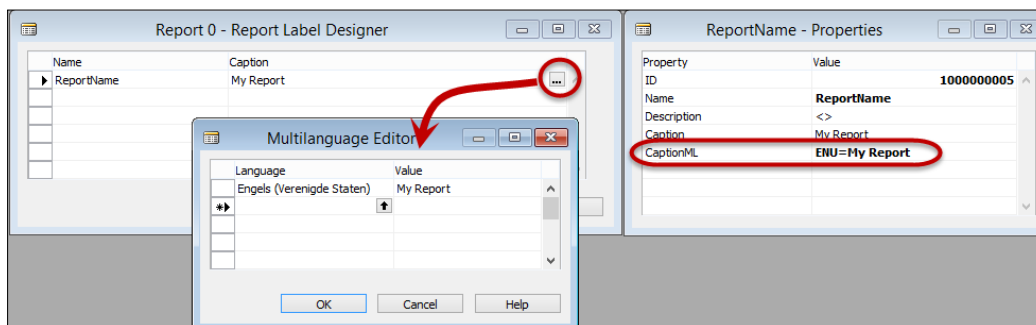 Report 0 - Report Label Designer
Name Caption
ReportName My Report
...
Multilanguage Editor
Language Value
Engels (Verenigde Staten) My Report
OK Cancel Help
ReportName - Properties
Property Value
ID 1000000005
Name ReportName
Description <>
Caption My Report
CaptionML ENU=My Report